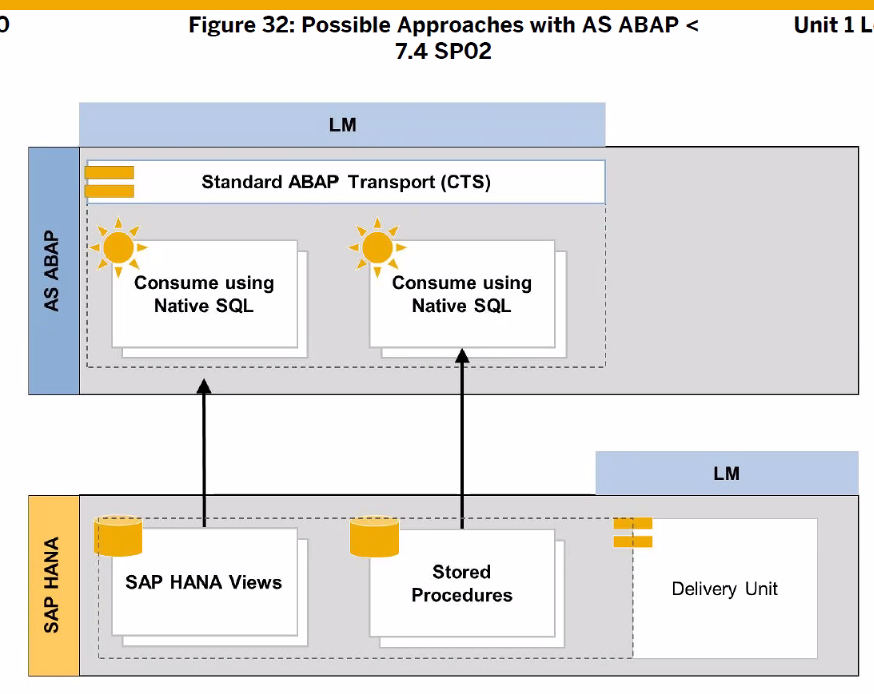 Figure 32: Possible Approaches with AS ABAP <
7.4 SP02
Unit 1
LM
Standard ABAP Transport (CTS)
AS ABAP
Consume using
Native SQL
Consume using
Native SQL
LM
SAP HANA
SAP HANA Views
Stored
Procedures
Delivery Unit